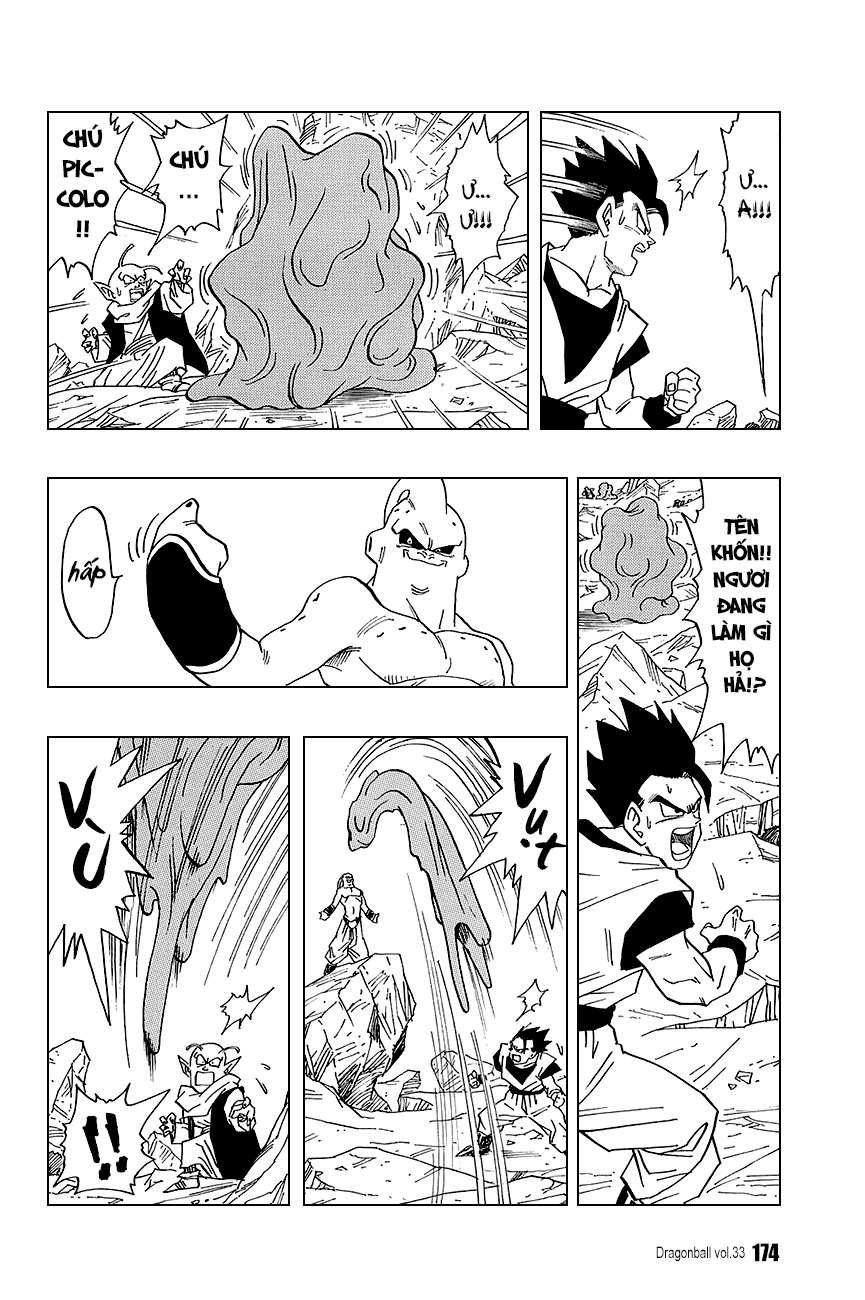 Ư...
A!!!
Ư...
Ư!!!
CHÚ
...
CHÚ
PIC-
COLO
!!
TÊN
KHỐN!!
NGƯƠI
ĐANG
LÀM GÌ
HỌ
HẢ!?
hấp
Vụt
VÙ
!!
Dragonball vol.33 174